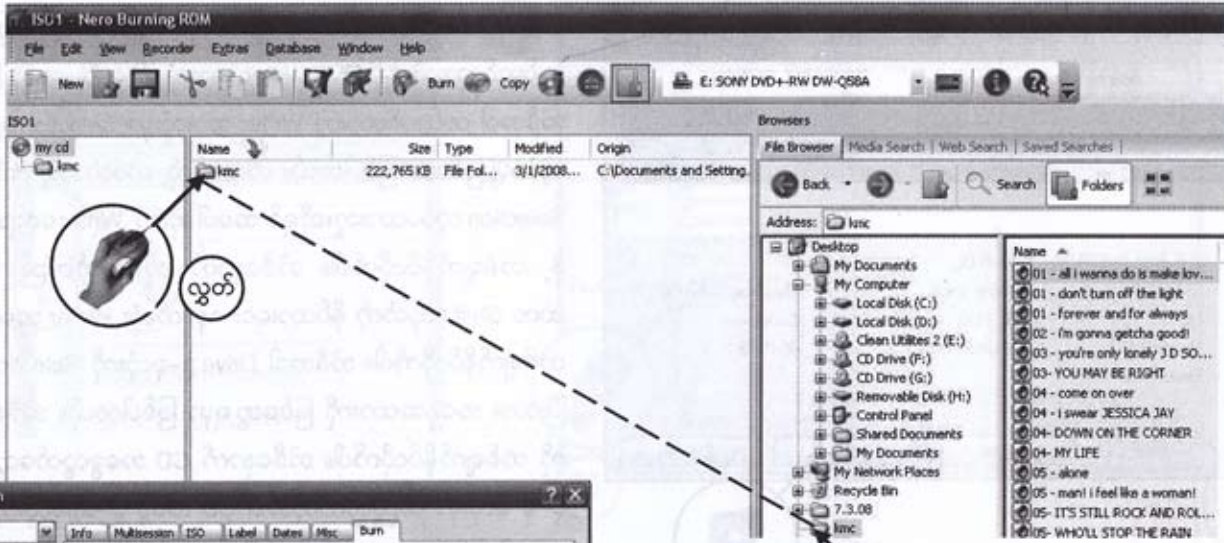 ISO1 - Nero Burning ROM
File Edit View Recorder Extras Database Window Help
New Burn Copy E: SONY DVD+-RW DW-Q58A
ISO1
my cd
kmc
Name Size Type Modified Origin
kmc 222,765 KB File Fol... 3/1/2008... C:\Documents and Setting...
လွှတ်
Browsers
File Browser Media Search Web Search Saved Searches
Back Search Folders
Address: kmc
Desktop
My Documents
My Computer
Local Disk (C:)
Local Disk (D:)
Clean Utilites 2 (E:)
CD Drive (F:)
CD Drive (G:)
Removable Disk (H:)
Control Panel
Shared Documents
My Documents
My Network Places
Recycle Bin
7.3.08
kmc
Name
01 - all i wanna do is make lov...
01 - don't turn off the light
01 - forever and for always
02 - i'm gonna getcha good!
03 - you're only lonely J D SO...
03- YOU MAY BE RIGHT
04 - come on over
04 - i swear JESSICA JAY
04- DOWN ON THE CORNER
04- MY LIFE
05 - alone
05 - man! i feel like a woman!
05- IT'S STILL ROCK AND ROL...
05- WHO'LL STOP THE RAIN
Info Multisession ISO Label Dates Misc Burn